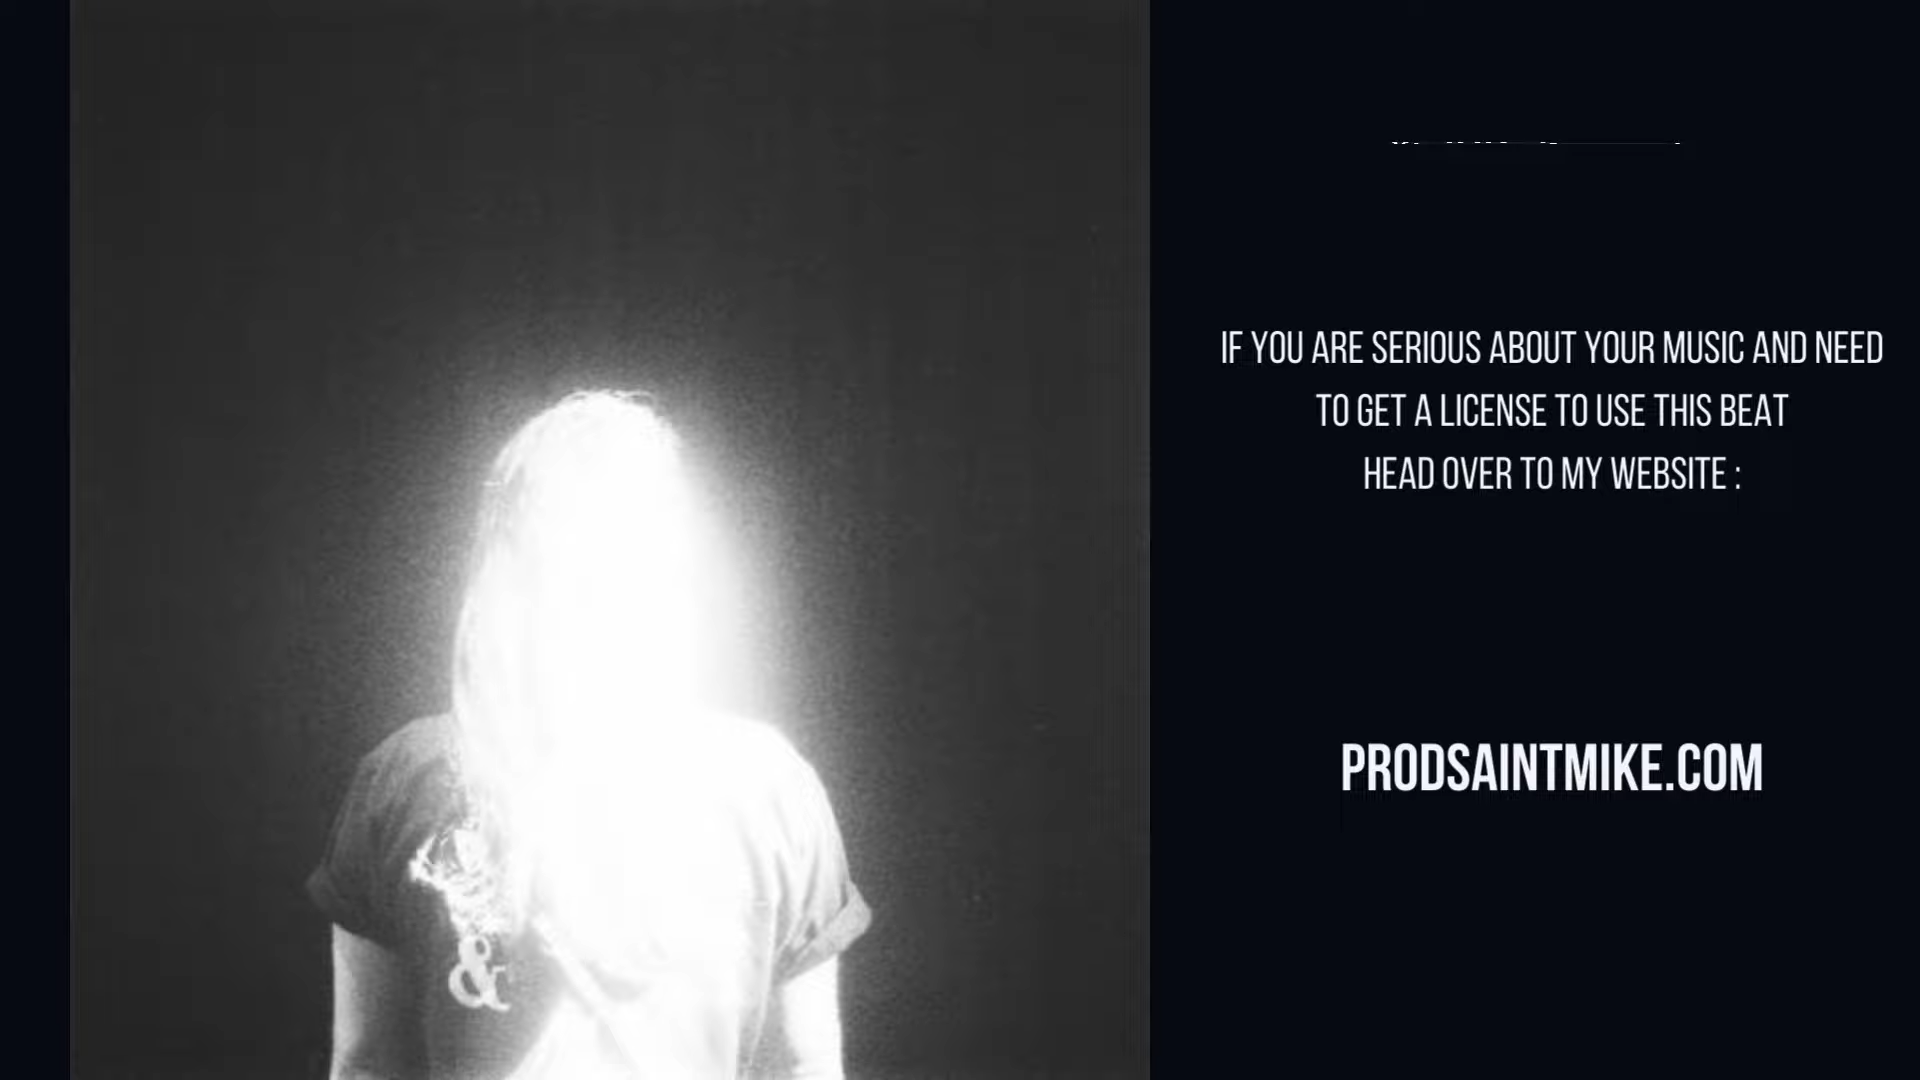 IF YOU ARE SERIOUS ABOUT YOUR MUSIC AND NEED
TO GET A LICENSE TO USE THIS BEAT
HEAD OVER TO MY WEBSITE :
PRODSAINTMIKE.COM
&